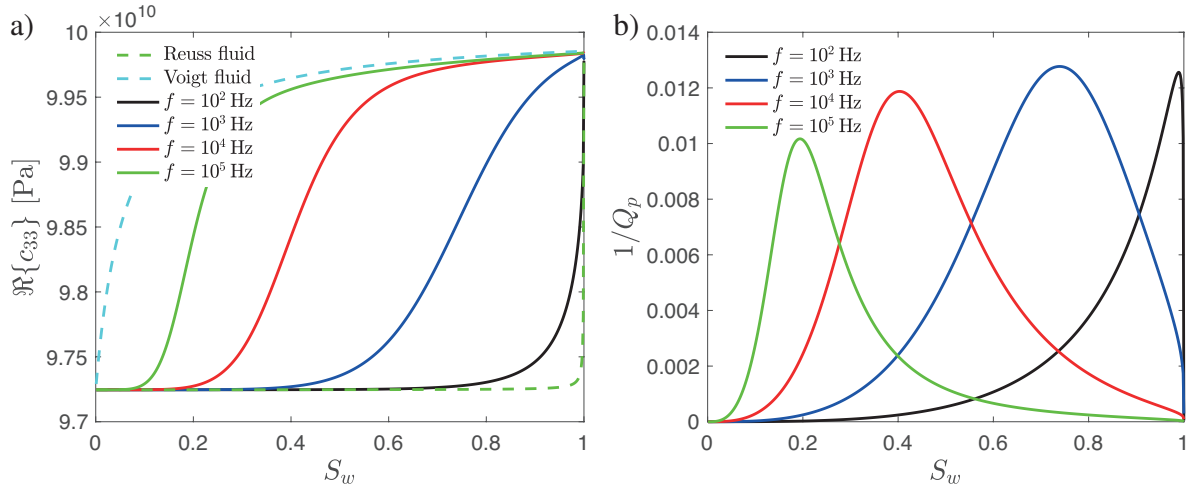 a)
×10^10
ℜ{c_33} [Pa]
10
9.95
9.9
9.85
9.8
9.75
9.7
0
0.2
0.4
0.6
0.8
1
S_w
Reuss fluid
Voigt fluid
f = 10^2 Hz
f = 10^3 Hz
f = 10^4 Hz
f = 10^5 Hz
b)
1/Q_p
0.014
0.012
0.01
0.008
0.006
0.004
0.002
0
0
0.2
0.4
0.6
0.8
1
S_w
f = 10^2 Hz
f = 10^3 Hz
f = 10^4 Hz
f = 10^5 Hz